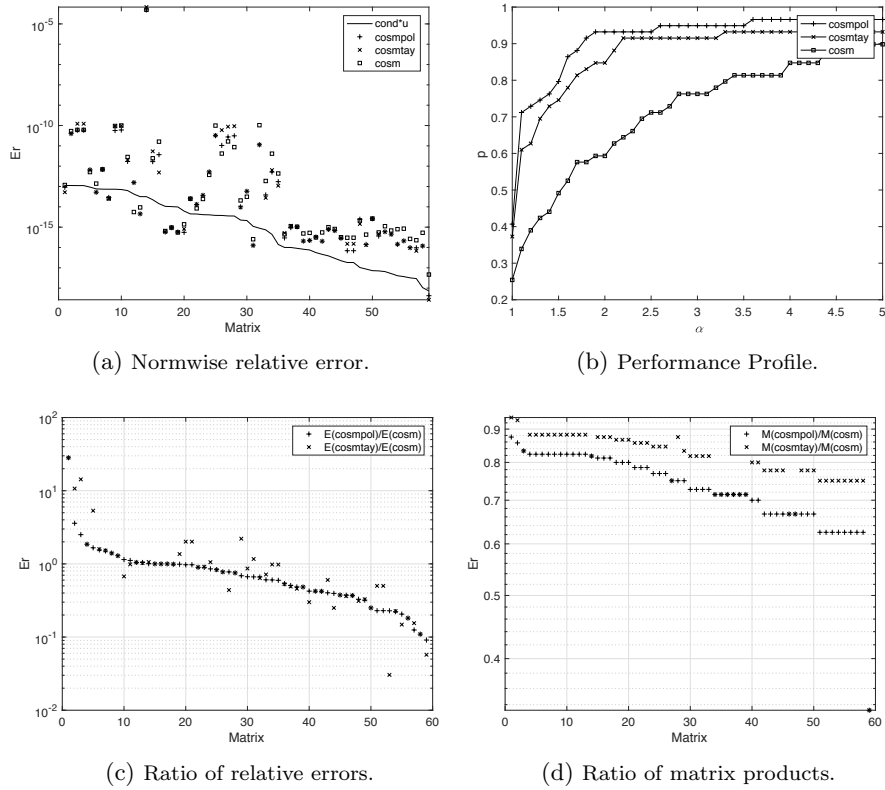 10^-5
10^-10
10^-15
Er
0
10
20
30
40
50
Matrix
cond*u
cosmpol
cosmtay
cosm
(a) Normwise relative error.
1
0.9
0.8
0.7
0.6
0.5
0.4
0.3
0.2
p
1
1.5
2
2.5
3
3.5
4
4.5
5
α
cosmpol
cosmtay
cosm
(b) Performance Profile.
10^2
10^1
10^0
10^-1
10^-2
Er
0
10
20
30
40
50
60
Matrix
E(cosmpol)/E(cosm)
E(cosmtay)/E(cosm)
(c) Ratio of relative errors.
0.9
0.8
0.7
0.6
0.5
0.4
Er
0
10
20
30
40
50
60
Matrix
M(cosmpol)/M(cosm)
M(cosmtay)/M(cosm)
(d) Ratio of matrix products.